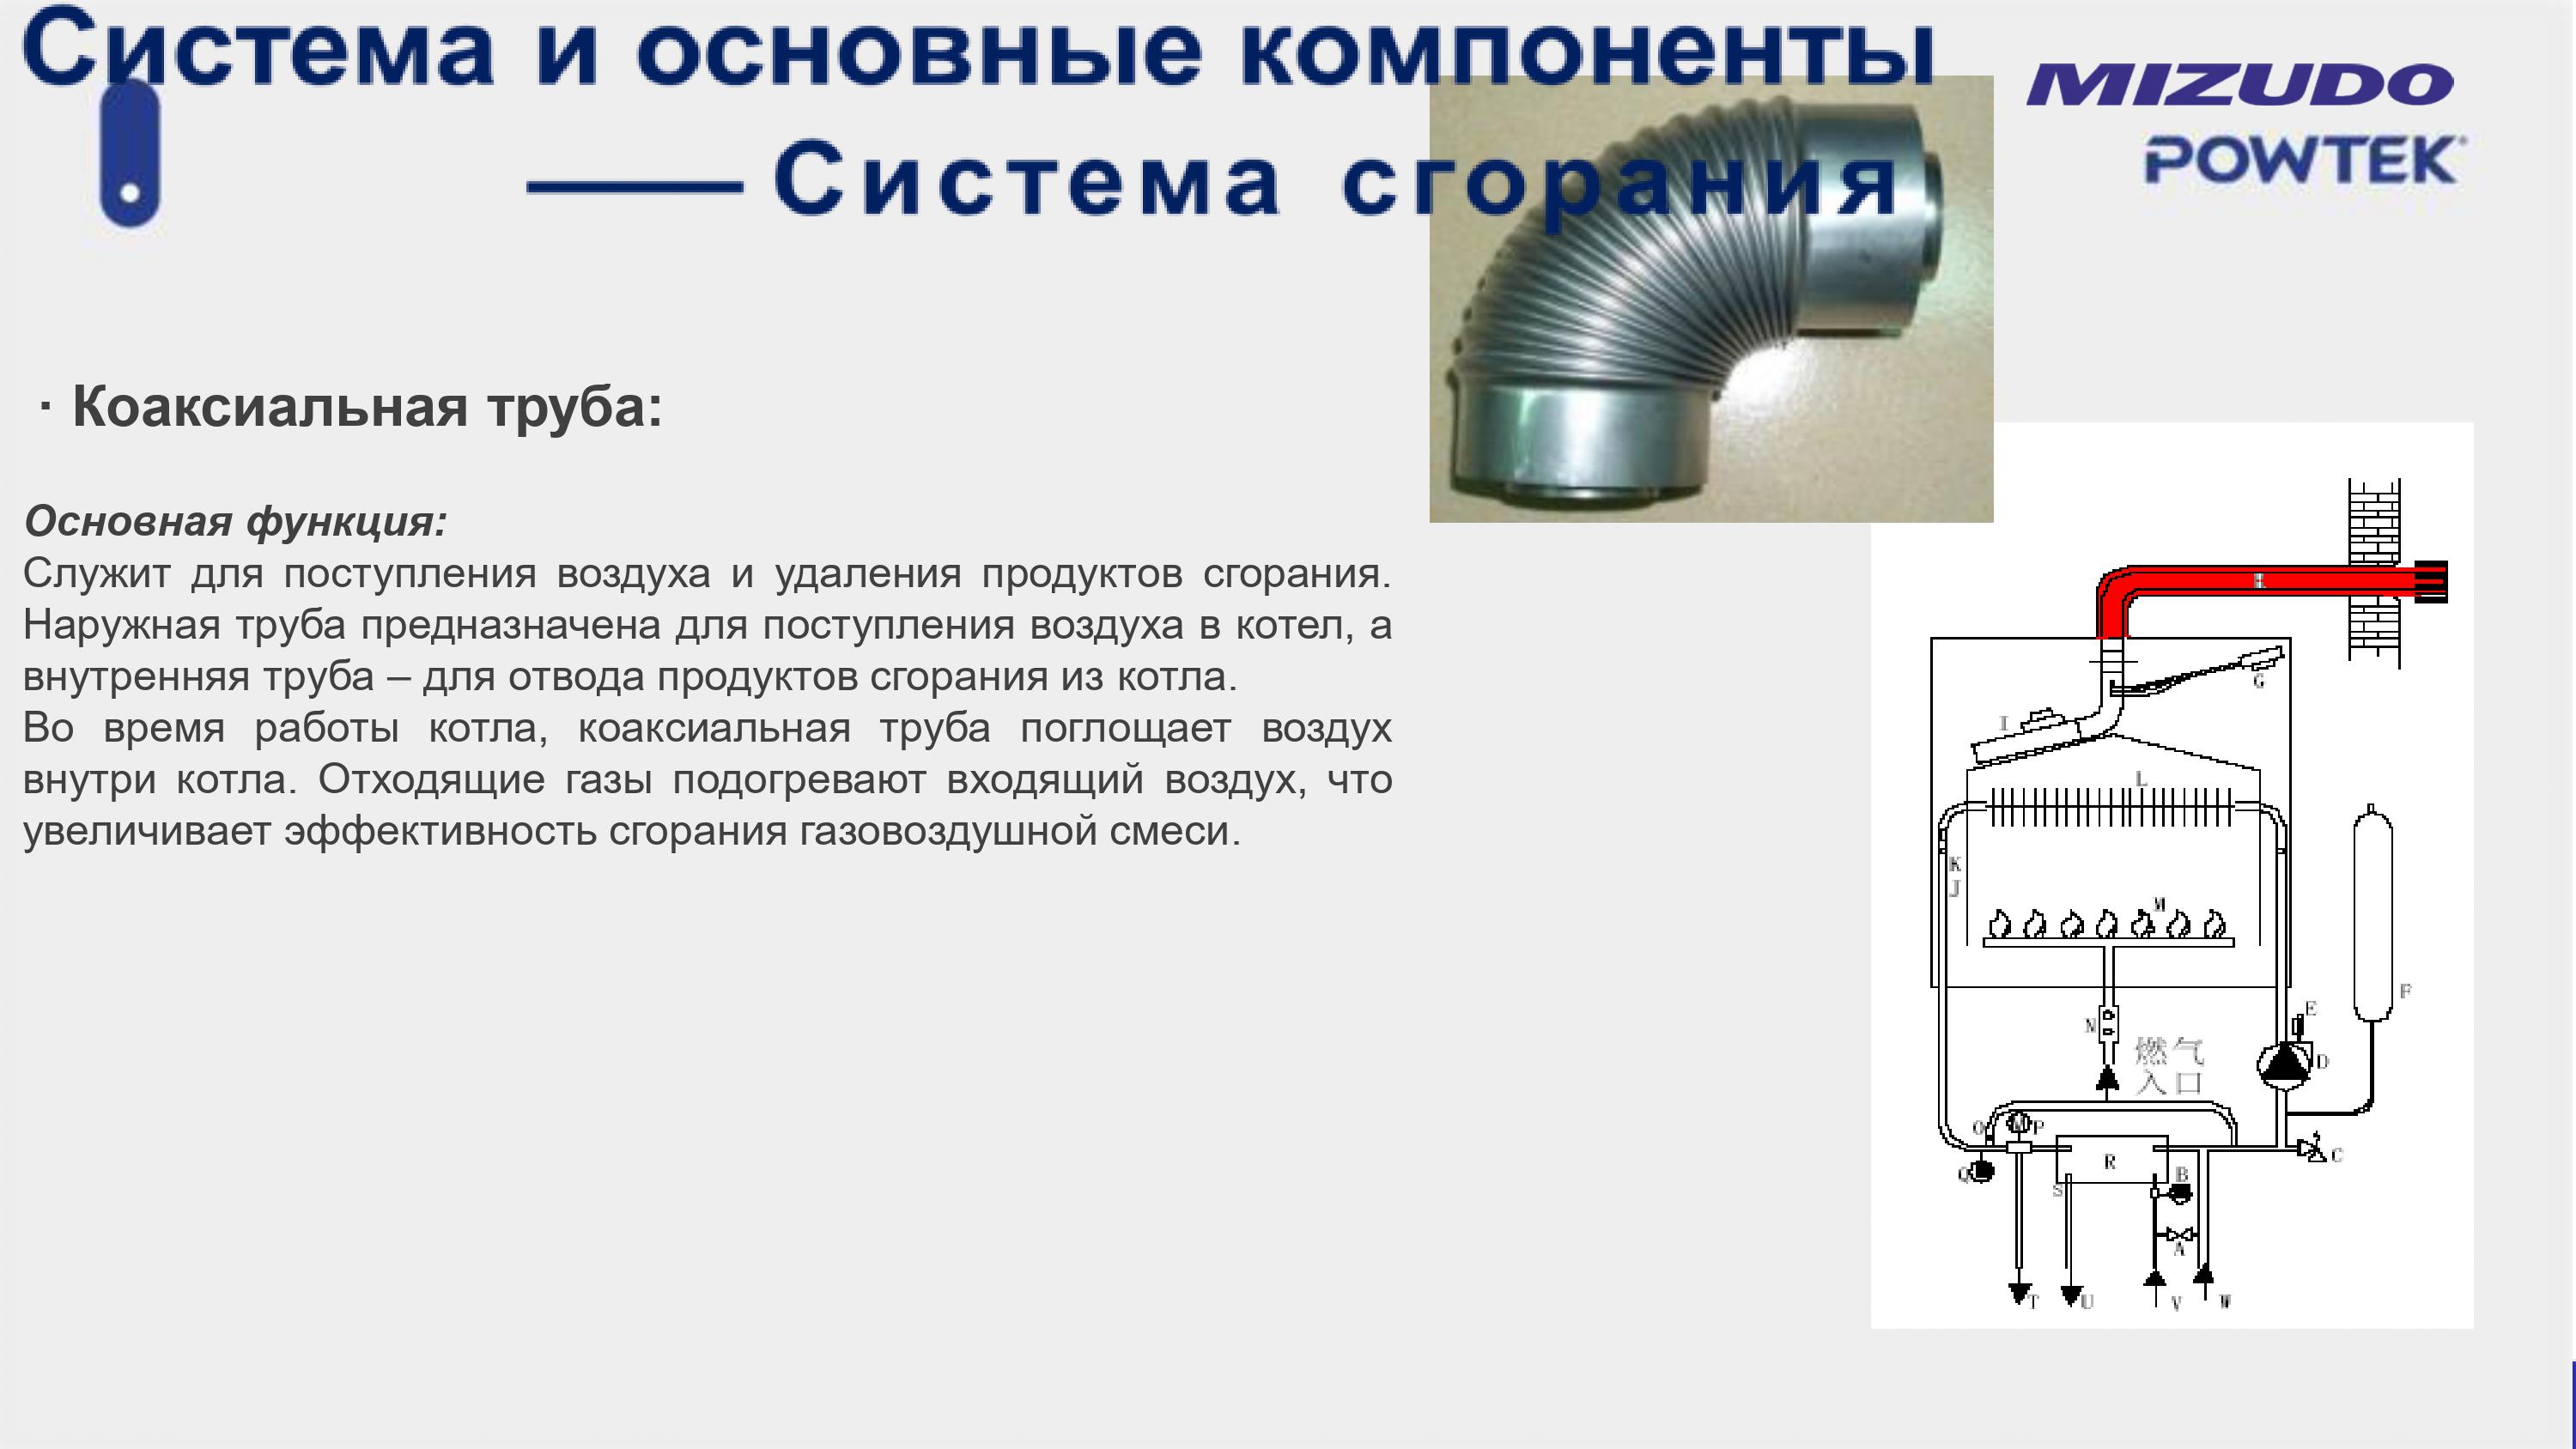 Система и основные компоненты
—— Система сгорания
MIZUDO
POWTEK
· Коаксиальная труба:
Основная функция:
Служит для поступления воздуха и удаления продуктов сгорания.
Наружная труба предназначена для поступления воздуха в котел, а
внутренняя труба – для отвода продуктов сгорания из котла.
Во время работы котла, коаксиальная труба поглощает воздух
внутри котла. Отходящие газы подогревают входящий воздух, что
увеличивает эффективность сгорания газовоздушной смеси.
H
G
I
L
K
J
M
F
E
N
燃气
入口
D
O
M
P
C
R
Q
B
S
A
T
U
V
W